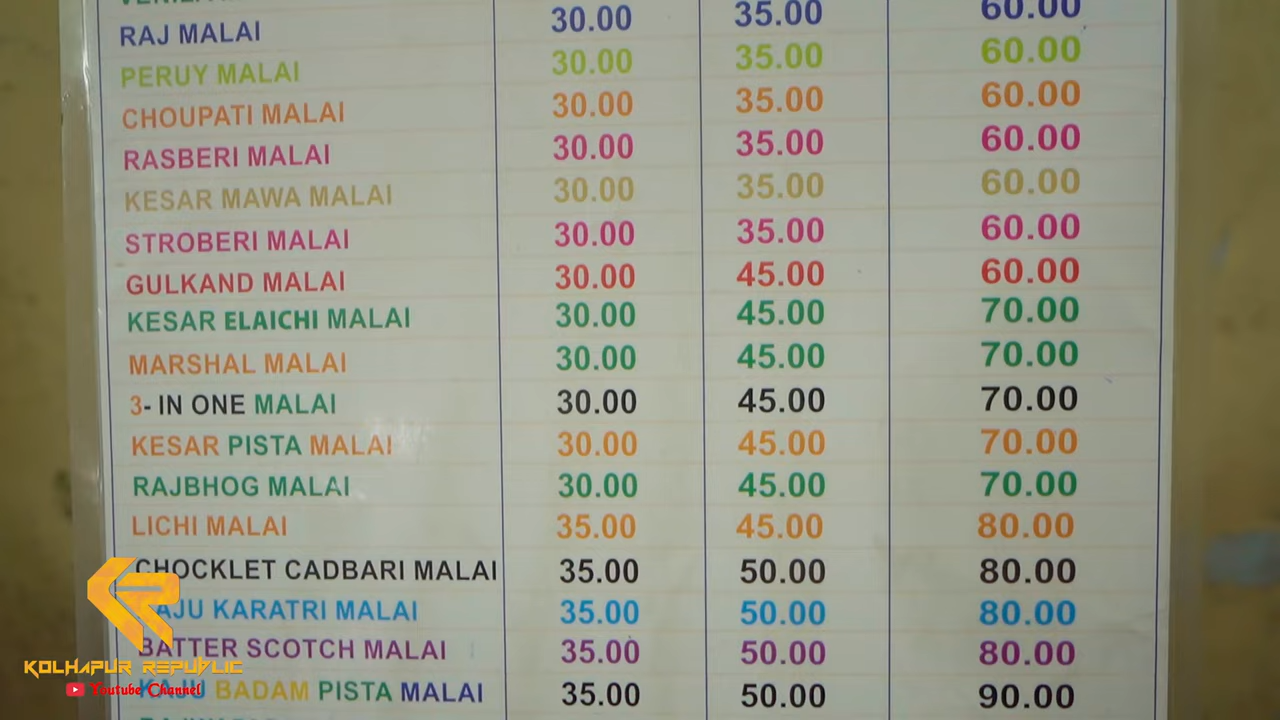 RAJ MALAI 30.00 35.00 60.00
PERUY MALAI 30.00 35.00 60.00
CHOUPATI MALAI 30.00 35.00 60.00
RASBERI MALAI 30.00 35.00 60.00
KESAR MAWA MALAI 30.00 35.00 60.00
STROBERI MALAI 30.00 35.00 60.00
GULKAND MALAI 30.00 45.00 60.00
KESAR ELAICHI MALAI 30.00 45.00 70.00
MARSHAL MALAI 30.00 45.00 70.00
3- IN ONE MALAI 30.00 45.00 70.00
KESAR PISTA MALAI 30.00 45.00 70.00
RAJBHOG MALAI 30.00 45.00 70.00
LICHI MALAI 35.00 45.00 80.00
CHOCKLET CADBARI MALAI 35.00 50.00 80.00
KAJU KARATRI MALAI 35.00 50.00 80.00
BATTER SCOTCH MALAI 35.00 50.00 80.00
KAJU BADAM PISTA MALAI 35.00 50.00 90.00
KOLHAPUR REPUBLIC
Youtube Channel